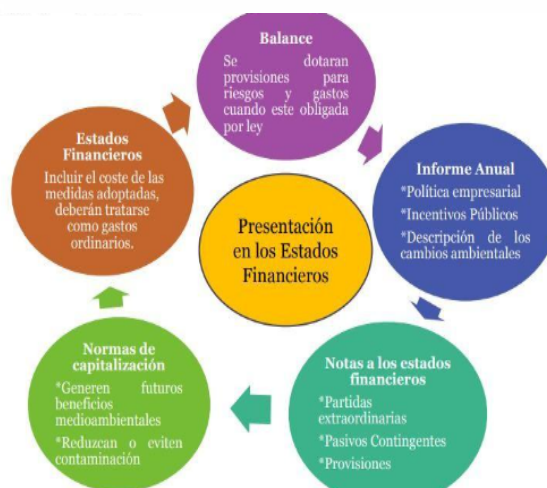 Balance
Se dotaran
provisiones para
riesgos y gastos
cuando este obligada
por ley
Informe Anual
*Política empresarial
*Incentivos Públicos
*Descripción de los
cambios ambientales
Notas a los estados
financieros
*Partidas
extraordinarias
*Pasivos Contingentes
*Provisiones
Normas de
capitalización
*Generen futuros
beneficios
medioambientales
*Reduzcan o eviten
contaminación
Estados
Financieros
Incluir el coste de las
medidas adoptadas,
deberán tratarse
como gastos
ordinarios.
Presentación
en los Estados
Financieros